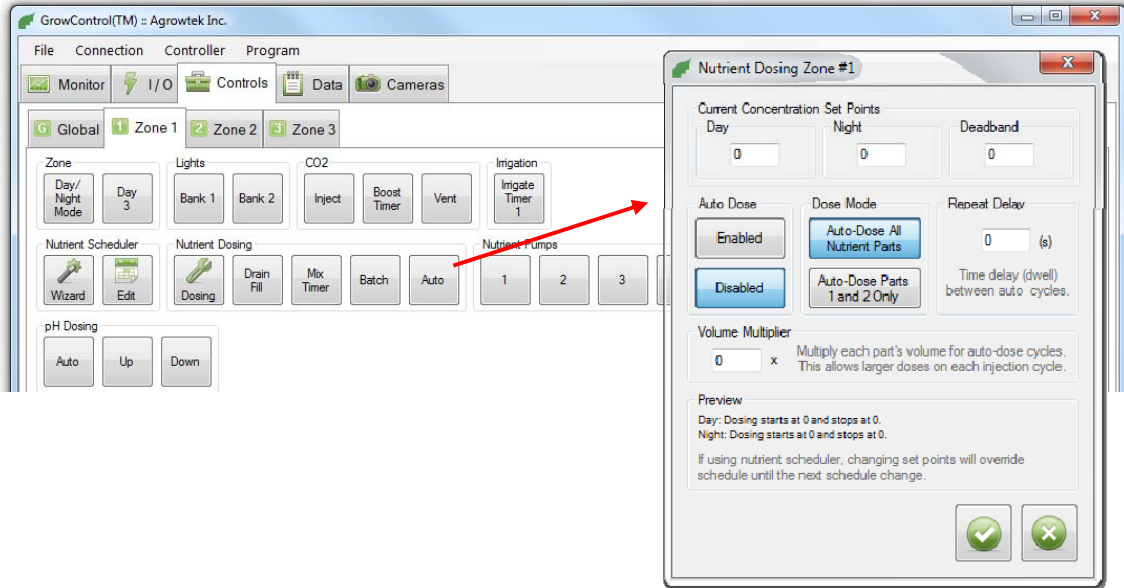 GrowControl(TM) :: Agrowtek Inc.
File Connection Controller Program
Monitor I/O Controls Data Cameras
G Global 1 Zone 1 2 Zone 2 3 Zone 3
Zone Lights CO2 Irrigation
Day/
Night
Mode
Day
3
Bank 1 Bank 2 Inject
Boost
Timer
Vent
Irrigate
Timer
1
Nutrient Scheduler Nutrient Dosing Nutrient Pumps
Wizard Edit Dosing
Drain
Fill
Mix
Timer
Batch Auto 1 2 3
pH Dosing
Auto Up Down
Nutrient Dosing Zone #1
Current Concentration Set Points
Day Night Deadband
0 0 0
Auto Dose Dose Mode Repeat Delay
Enabled
Disabled
Auto-Dose All
Nutrient Parts
Auto-Dose Parts
1 and 2 Only
0 (s)
Time delay (dwell)
between auto cycles.
Volume Multiplier
0 x
Multiply each part's volume for auto-dose cycles.
This allows larger doses on each injection cycle.
Preview
Day: Dosing starts at 0 and stops at 0.
Night: Dosing starts at 0 and stops at 0.
If using nutrient scheduler, changing set points will override
schedule until the next schedule change.